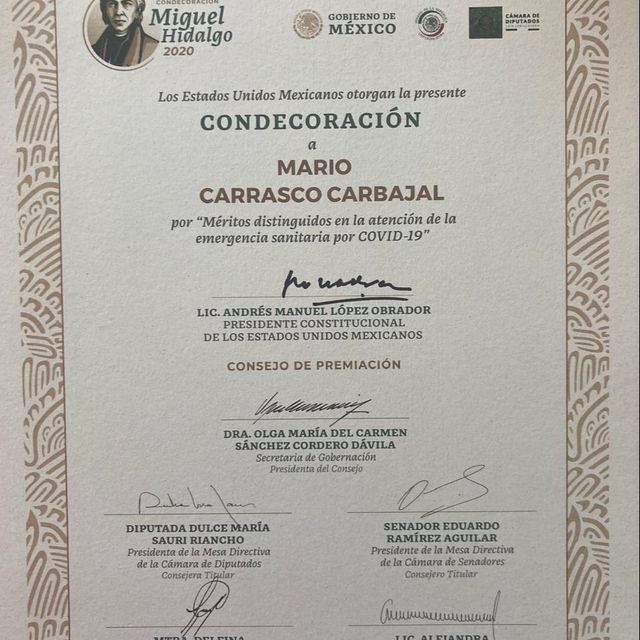 CONDECORACIÓN
Miguel
Hidalgo
2020
GOBIERNO DE
MÉXICO
CÁMARA DE
DIPUTADOS
Los Estados Unidos Mexicanos otorgan la presente
CONDECORACIÓN
a
MARIO
CARRASCO CARBAJAL
por “Méritos distinguidos en la atención de la
emergencia sanitaria por COVID-19”
LIC. ANDRÉS MANUEL LÓPEZ OBRADOR
PRESIDENTE CONSTITUCIONAL
DE LOS ESTADOS UNIDOS MEXICANOS
CONSEJO DE PREMIACIÓN
DRA. OLGA MARÍA DEL CARMEN
SÁNCHEZ CORDERO DÁVILA
Secretaria de Gobernación
Presidenta del Consejo
DIPUTADA DULCE MARÍA
SAURI RIANCHO
Presidenta de la Mesa Directiva
de la Cámara de Diputados
Consejera Titular
SENADOR EDUARDO
RAMÍREZ AGUILAR
Presidente de la Mesa Directiva
de la Cámara de Senadores
Consejero Titular
MTRA. DELFINA
LIC. ALEJANDRA